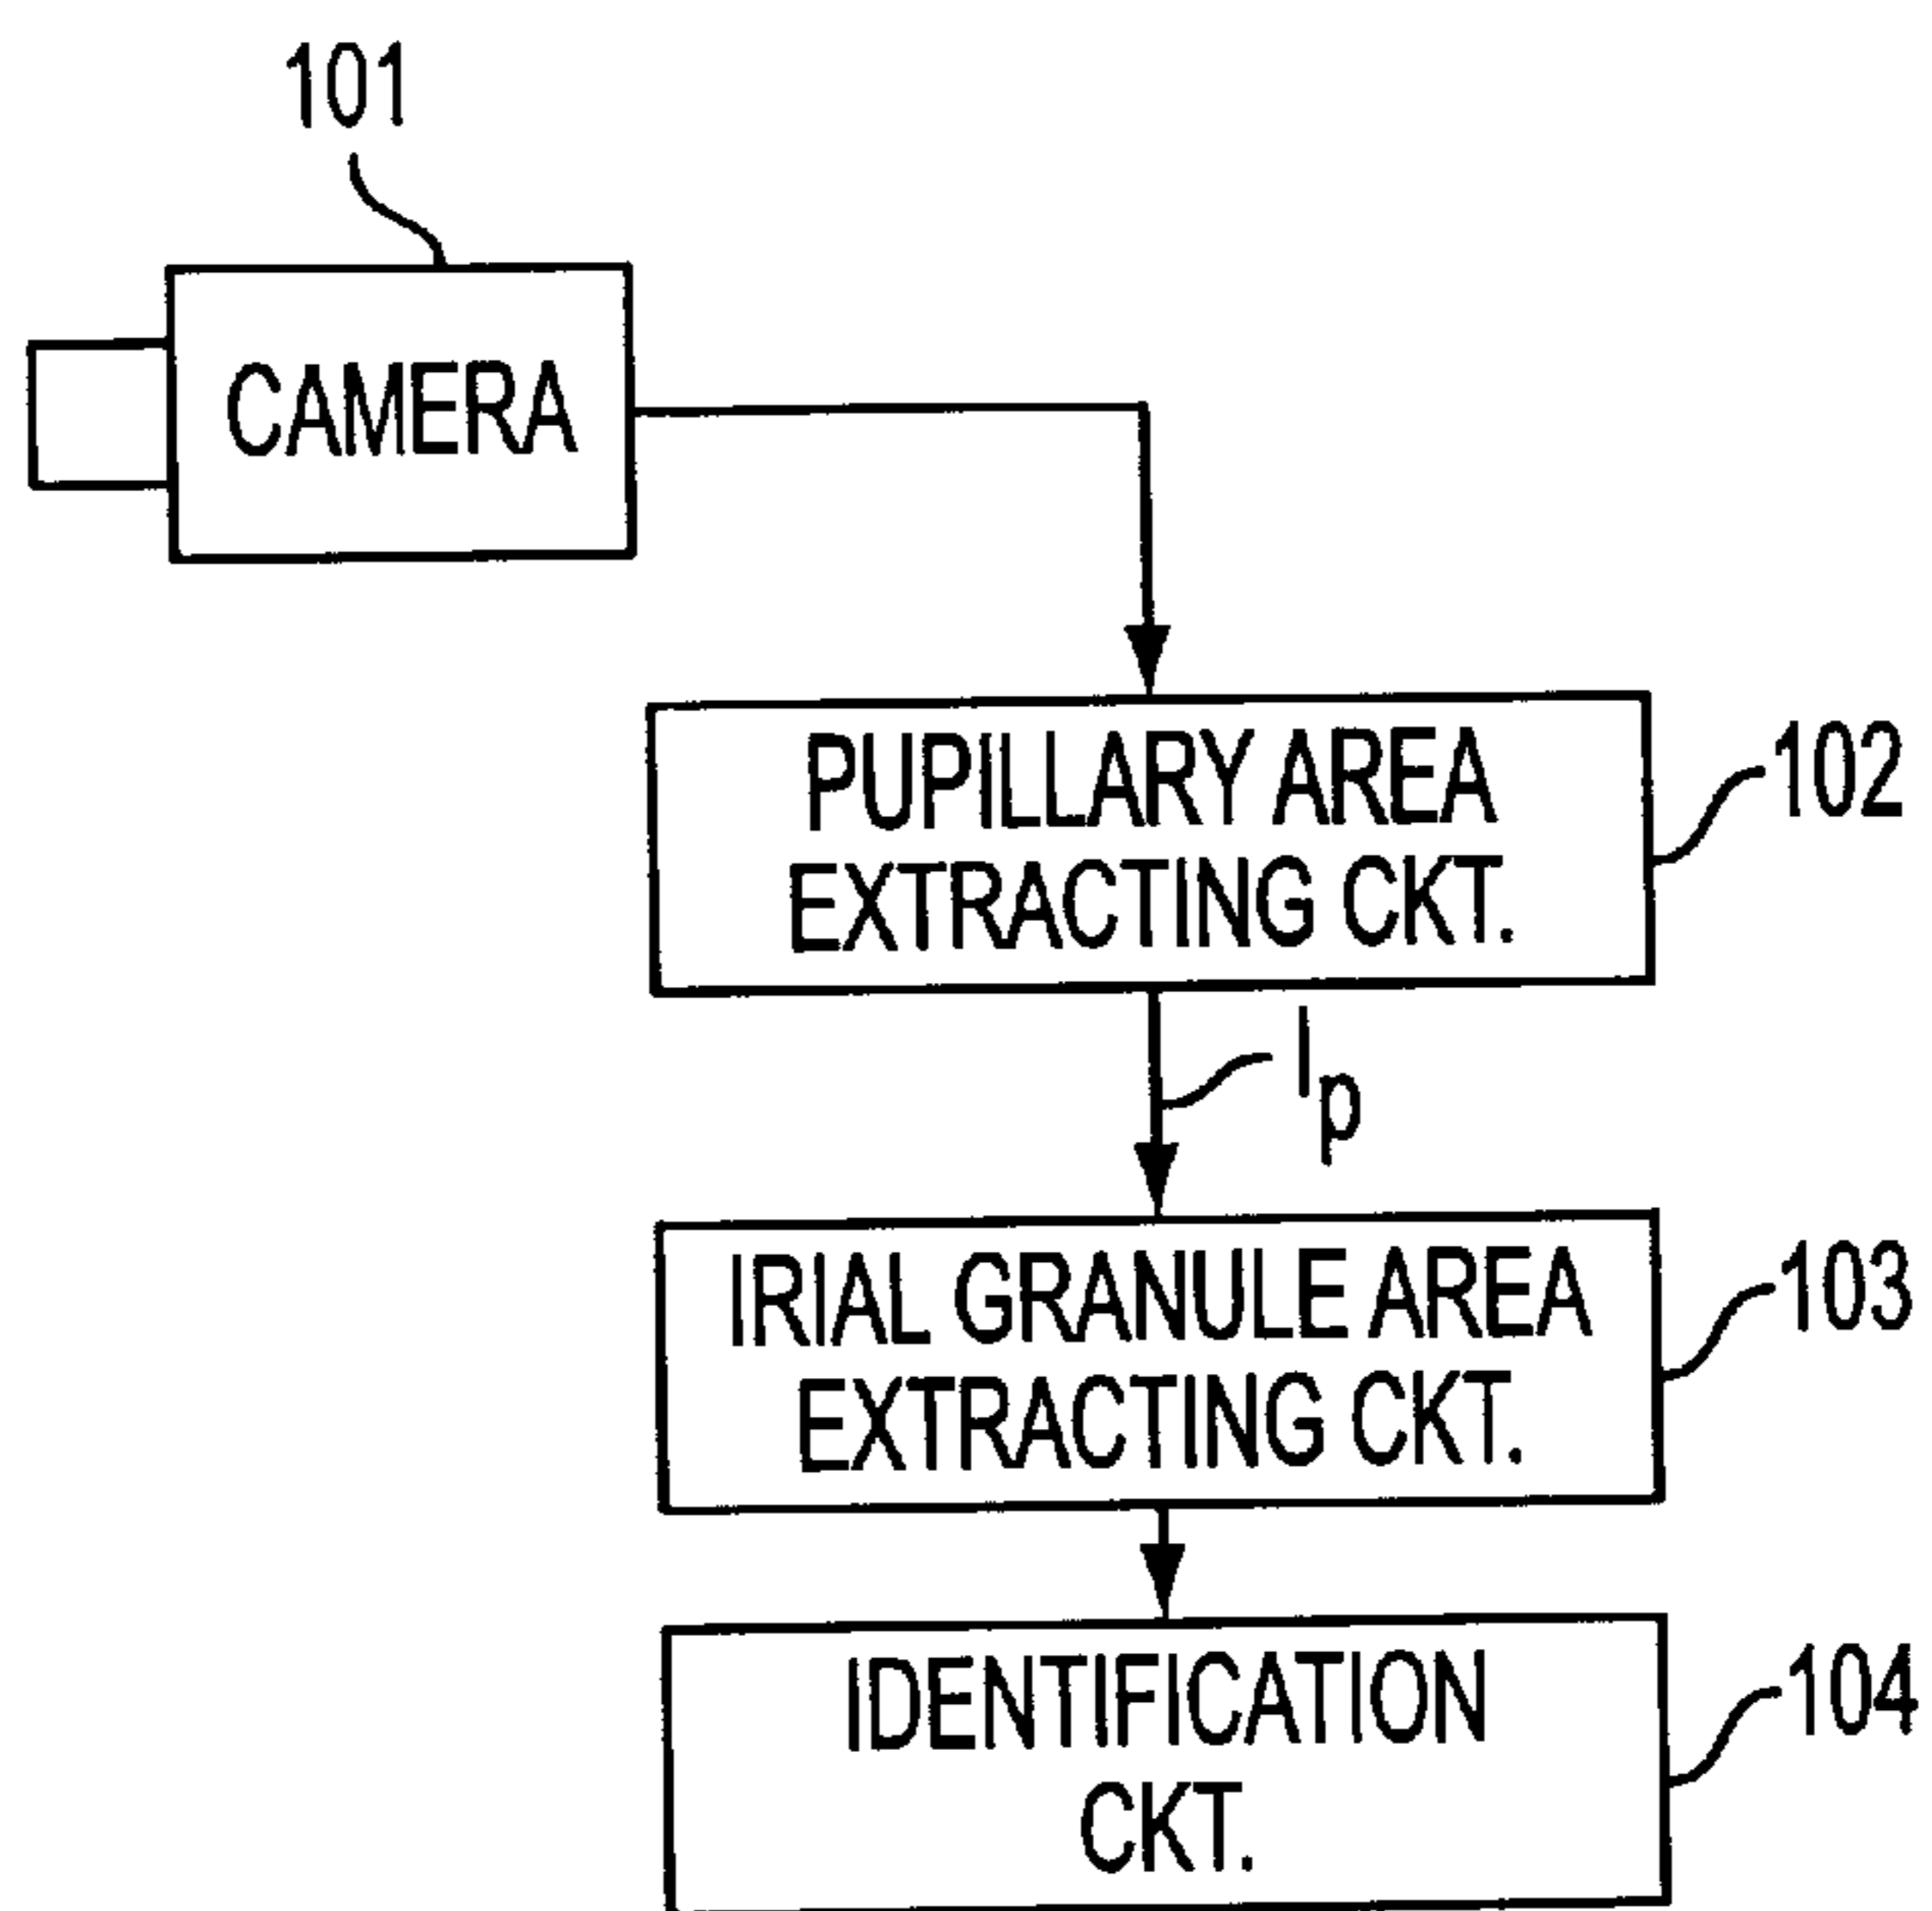 101
CAMERA
PUPILLARY AREA
EXTRACTING CKT.
102
Ip
IRIAL GRANULE AREA
EXTRACTING CKT.
103
IDENTIFICATION
CKT.
104